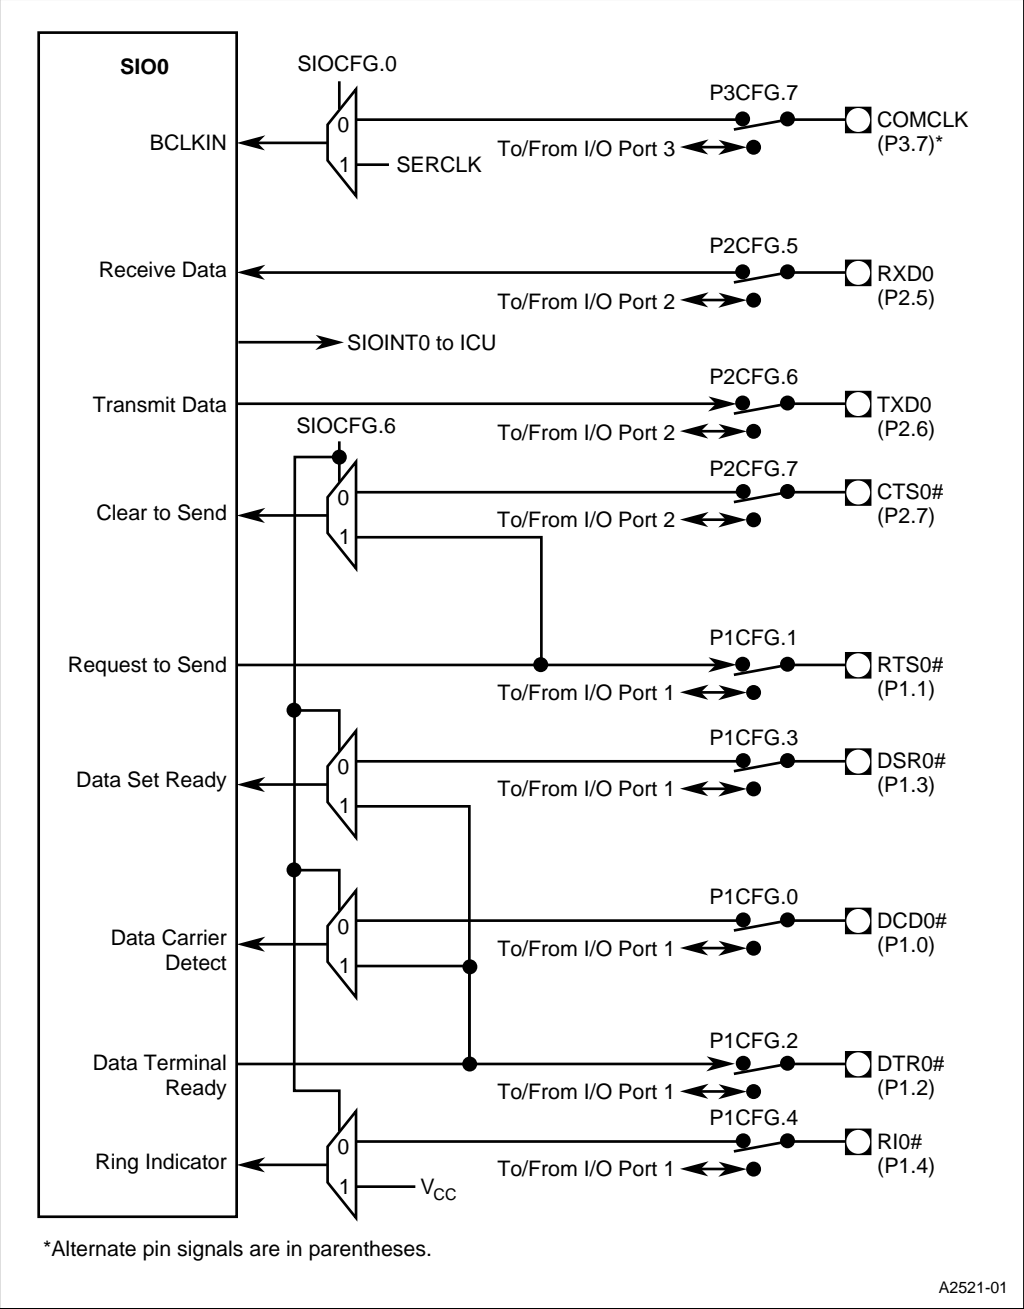 SIO0
SIOCFG.0
P3CFG.7
COMCLK
(P3.7)*
0
BCLKIN
To/From I/O Port 3
1
SERCLK
P2CFG.5
Receive Data
RXD0
(P2.5)
To/From I/O Port 2
SIOINT0 to ICU
P2CFG.6
Transmit Data
TXD0
(P2.6)
To/From I/O Port 2
SIOCFG.6
P2CFG.7
0
CTS0#
(P2.7)
Clear to Send
To/From I/O Port 2
1
P1CFG.1
Request to Send
RTS0#
(P1.1)
To/From I/O Port 1
P1CFG.3
0
DSR0#
(P1.3)
Data Set Ready
To/From I/O Port 1
1
P1CFG.0
0
DCD0#
(P1.0)
Data Carrier
Detect
To/From I/O Port 1
1
P1CFG.2
Data Terminal
Ready
DTR0#
(P1.2)
To/From I/O Port 1
P1CFG.4
0
RI0#
(P1.4)
Ring Indicator
To/From I/O Port 1
1
VCC
*Alternate pin signals are in parentheses.
A2521-01